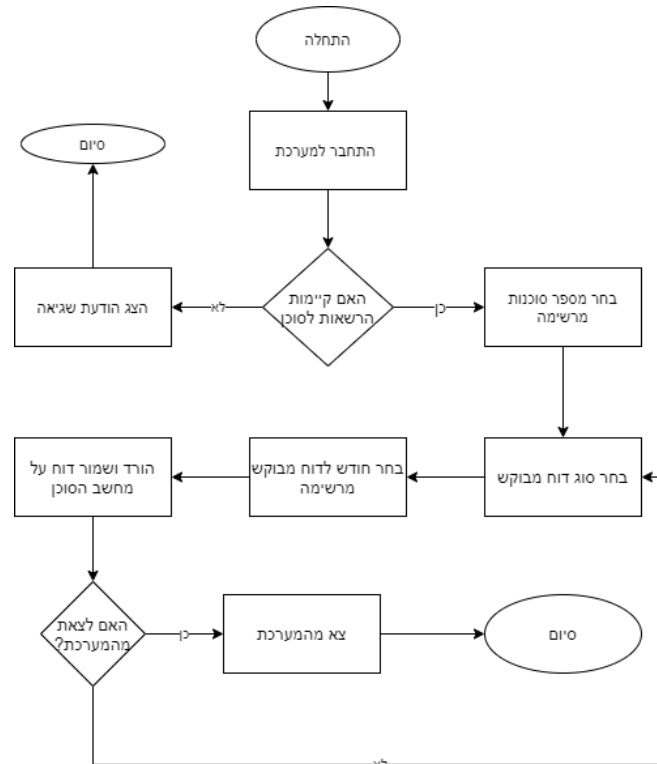 התחלה
התחבר למערכת
סיום
האם קיימות
הרשאות לסוכן
לא
כן
הצג הודעת שגיאה
בחר מספר סוכנות
מרשימה
בחר סוג דוח מבוקש
בחר חודש לדוח מבוקש
מרשימה
הורד ושמור דוח על
מחשב הסוכן
האם לצאת
מהמערכת?
כן
צא מהמערכת
סיום
לא